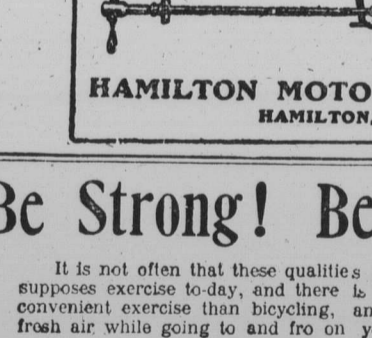 HAMILTON MOTO
HAMILTON,
Be Strong! Be
It is not often that these qualities
supposes exercise to-day, and there is
convenient exercise than bicycling, an
fresh air while going to and fro on y